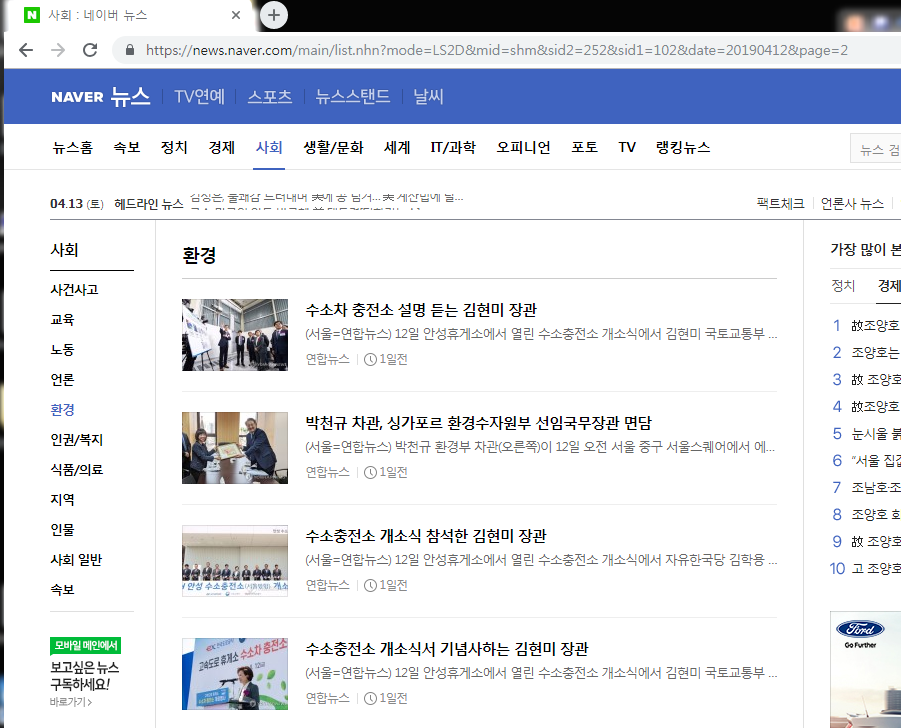 사회 : 네이버 뉴스
https://news.naver.com/main/list.nhn?mode=LS2D&mid=shm&sid2=252&sid1=102&date=20190412&page=2
NAVER 뉴스 TV연예 스포츠 뉴스스탠드 날씨
뉴스홈 속보 정치 경제 사회 생활/문화 세계 IT/과학 오피니언 포토 TV 랭킹뉴스
뉴스 검
04.13 (토) 헤드라인 뉴스
팩트체크 언론사 뉴스
사회
사건사고
교육
노동
언론
환경
인권/복지
식품/의료
지역
인물
사회 일반
속보
모바일 메인에서
보고싶은 뉴스
구독하세요!
바로가기 >
환경
수소차 충전소 설명 듣는 김현미 장관
(서울=연합뉴스) 12일 안성휴게소에서 열린 수소충전소 개소식에서 김현미 국토교통부 ...
연합뉴스 1일전
박천규 차관, 싱가포르 환경수자원부 선임국무장관 면담
(서울=연합뉴스) 박천규 환경부 차관(오른쪽)이 12일 오전 서울 중구 서울스퀘어에서 에...
연합뉴스 1일전
수소충전소 개소식 참석한 김현미 장관
(서울=연합뉴스) 12일 안성휴게소에서 열린 수소충전소 개소식에서 자유한국당 김학용 ...
연합뉴스 1일전
안성 수소충전소
수소충전소 개소식서 기념사하는 김현미 장관
(서울=연합뉴스) 12일 안성휴게소에서 열린 수소충전소 개소식에서 김현미 국토교통부 ...
연합뉴스 1일전
고속도로 휴게소 수소차 충전소
가장 많이 본
정치 경제
1 故조양호
2 조양호는
3 故 조양호
4 故조양호
5 눈시울 붉
6 "서울 집값
7 조남호·조
8 조양호 회
9 故 조양호
10 고 조양호
Ford
Go Further